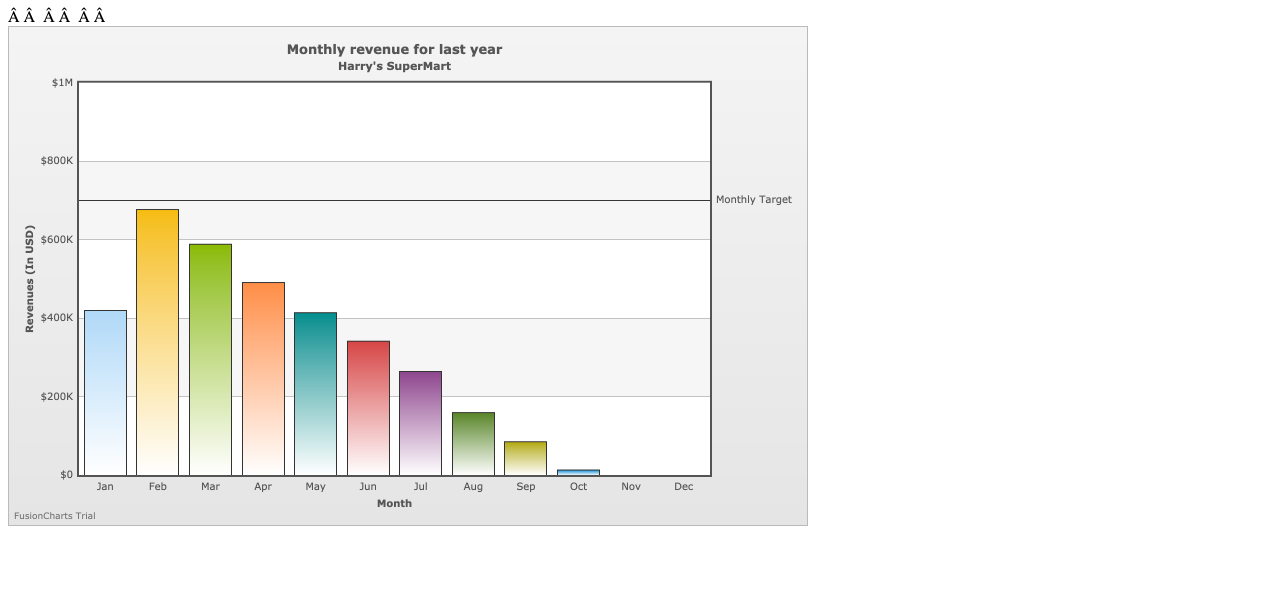 Â Â  Â Â  Â Â
Monthly revenue for last year
Harry's SuperMart
$1M
$800K
Monthly Target
$600K
$400K
$200K
$0
Revenues (In USD)
Jan Feb Mar Apr May Jun Jul Aug Sep Oct Nov Dec
Month
FusionCharts Trial